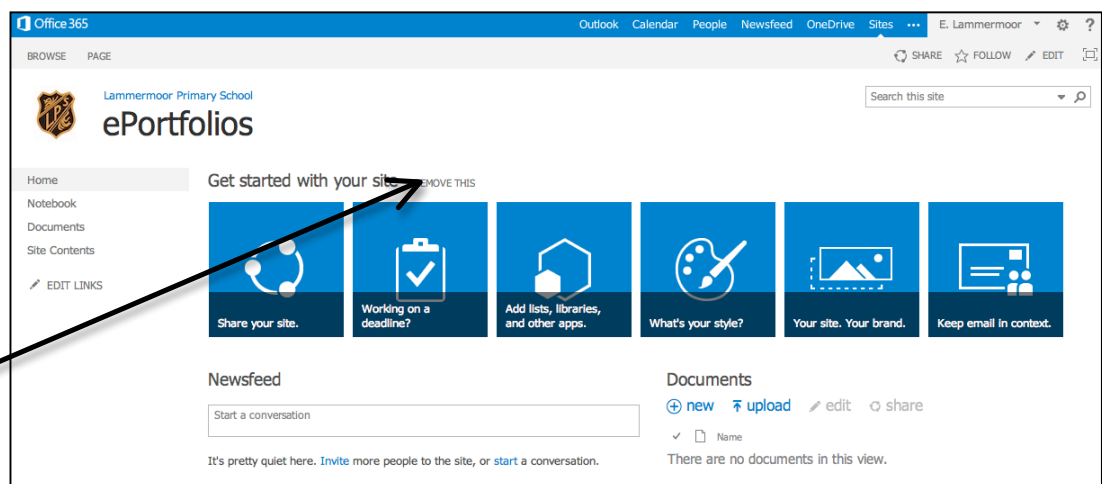 Office 365
Outlook Calendar People Newsfeed OneDrive Sites ••• E. Lammermoor ?
BROWSE PAGE
SHARE FOLLOW EDIT
LPS
Lammermoor Primary School
ePortfolios
Search this site
Home
Notebook
Documents
Site Contents
EDIT LINKS
Get started with your site
THIS
Share your site.
Working on a
deadline?
Add lists, libraries,
and other apps.
What's your style?
Your site. Your brand.
Keep email in context.
Newsfeed
Start a conversation
It's pretty quiet here. Invite more people to the site, or start a conversation.
Documents
new upload edit share
Name
There are no documents in this view.